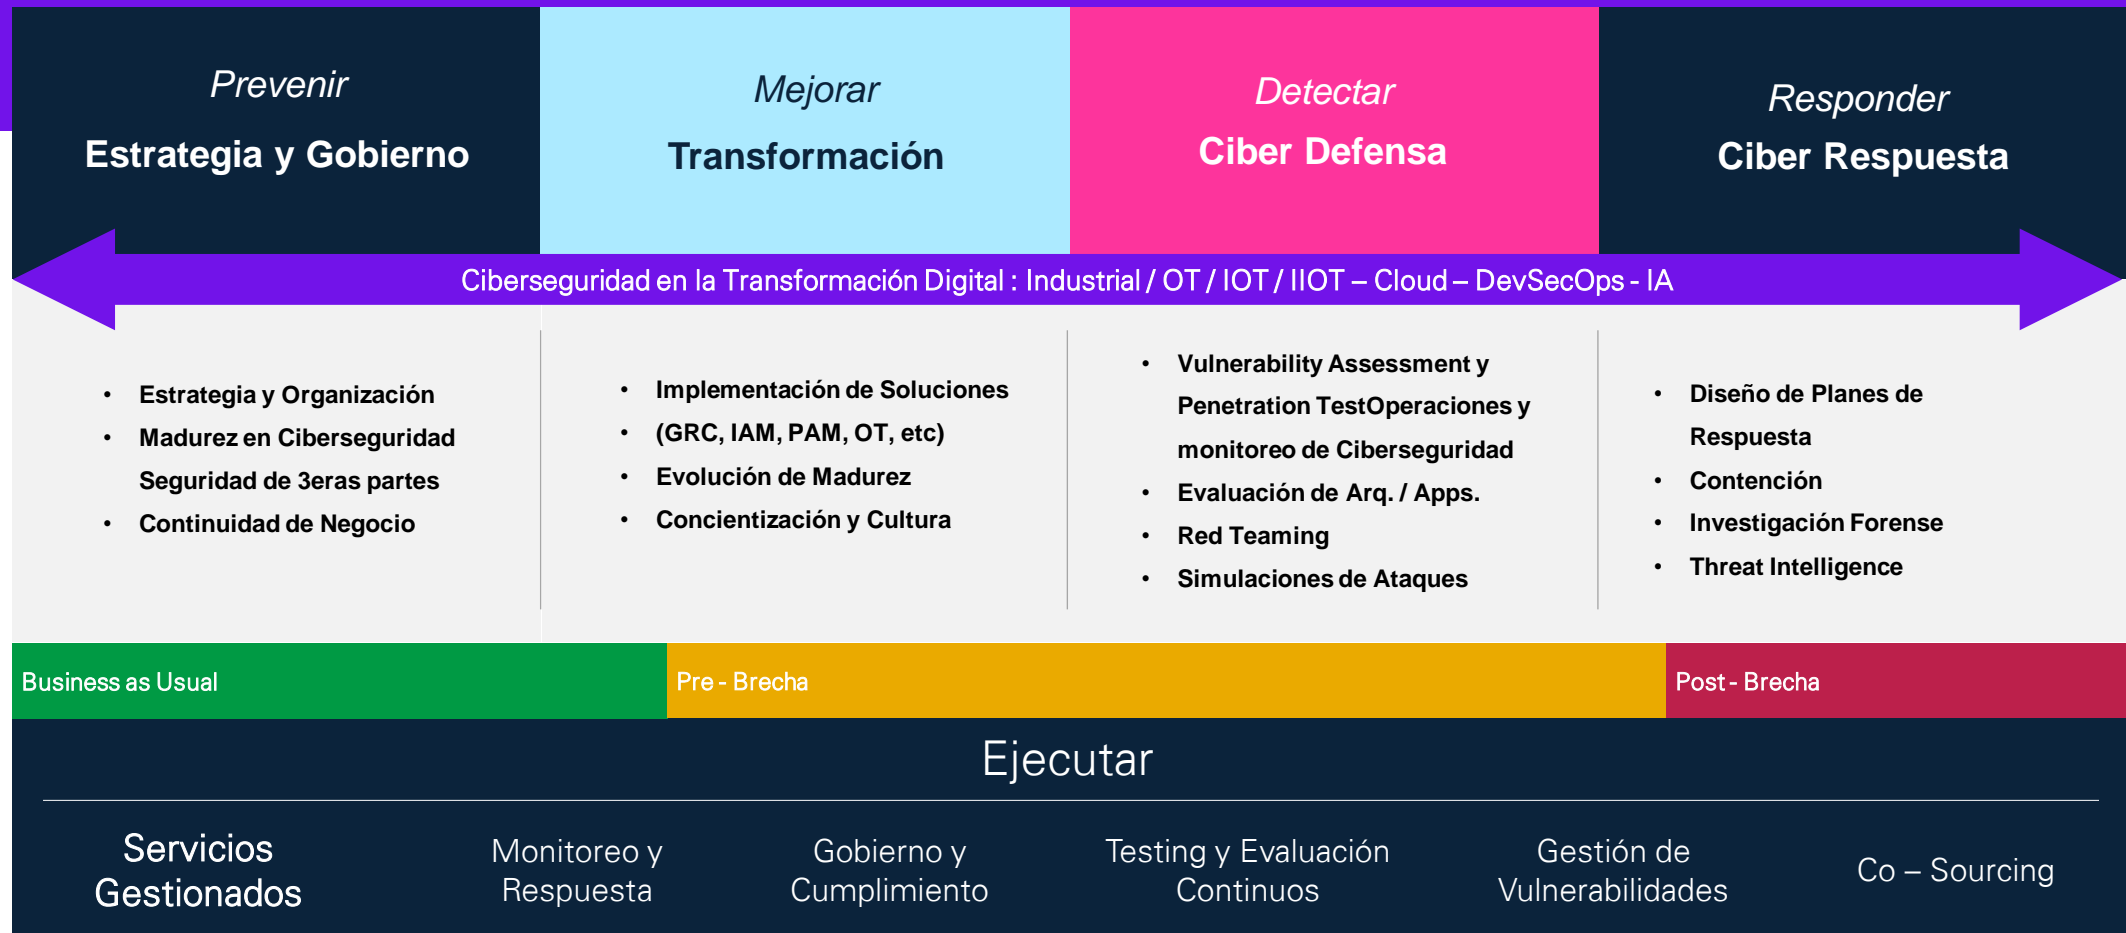 Prevenir
Estrategia y Gobierno
Mejorar
Transformación
Detectar
Ciber Defensa
Responder
Ciber Respuesta
Ciberseguridad en la Transformación Digital : Industrial / OT / IOT / IIOT – Cloud – DevSecOps - IA
• Estrategia y Organización
• Madurez en Ciberseguridad
Seguridad de 3eras partes
• Continuidad de Negocio
• Implementación de Soluciones
• (GRC, IAM, PAM, OT, etc)
• Evolución de Madurez
• Concientización y Cultura
• Vulnerability Assessment y
Penetration TestOperaciones y
monitoreo de Ciberseguridad
• Evaluación de Arq. / Apps.
• Red Teaming
• Simulaciones de Ataques
• Diseño de Planes de
Respuesta
• Contención
• Investigación Forense
• Threat Intelligence
Business as Usual
Pre - Brecha
Post - Brecha
Ejecutar
Servicios
Gestionados
Monitoreo y
Respuesta
Gobierno y
Cumplimiento
Testing y Evaluación
Continuos
Gestión de
Vulnerabilidades
Co – Sourcing